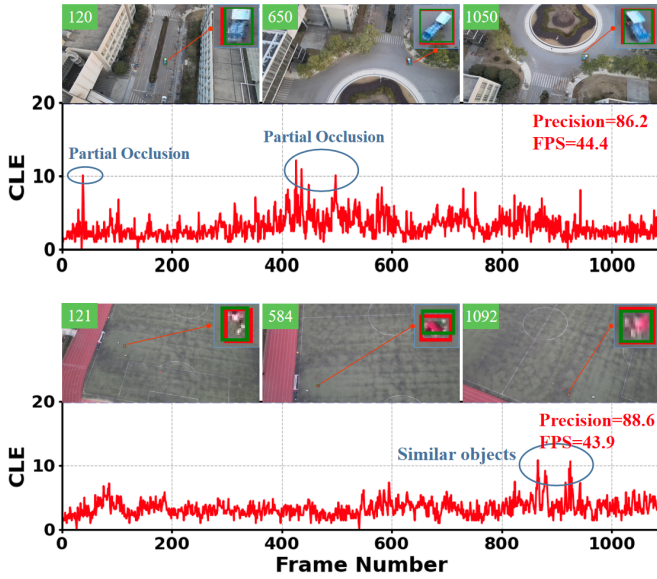 120
650
1050
20
Precision=86.2
FPS=44.4
Partial Occlusion
Partial Occlusion
CLE
10
0
0
200
400
600
800
1000
121
584
1092
20
Precision=88.6
FPS=43.9
Similar objects
CLE
10
0
0
200
400
600
800
1000
Frame Number